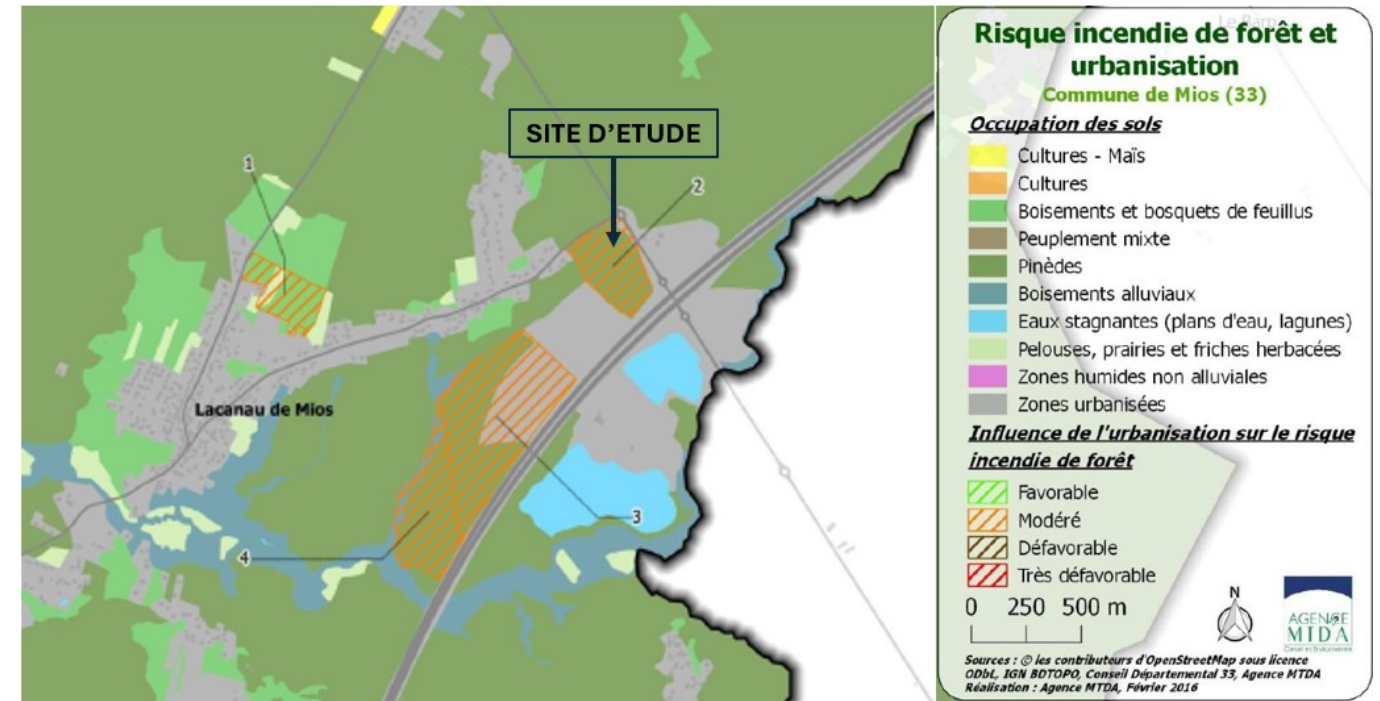 SITE D'ETUDE
1
2
Lacanau de Mios
3
4
Le Barp
Risque incendie de forêt et
urbanisation
Commune de Mios (33)
Occupation des sols
Cultures - Maïs
Cultures
Boisements et bosquets de feuillus
Peuplement mixte
Pinèdes
Boisements alluviaux
Eaux stagnantes (plans d'eau, lagunes)
Pelouses, prairies et friches herbacées
Zones humides non alluviales
Zones urbanisées
Influence de l'urbanisation sur le risque
incendie de forêt
Favorable
Modéré
Défavorable
Très défavorable
0 250 500 m
N
AGENCE
MTDA
Sources : © les contributeurs d'OpenStreetMap sous licence
ODbL, IGN BDTOPO, Conseil Départemental 33, Agence MTDA
Réalisation : Agence MTDA, Février 2016